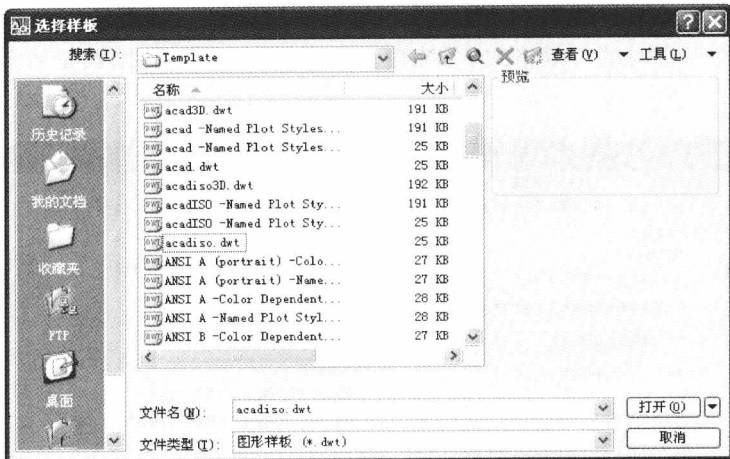 选择样板
搜索(I):
Template
查看(V)
工具(L)
历史记录
我的文档
收藏夹
FTP
桌面
名称
大小
acad3D.dwt 191 KB
acad -Named Plot Styles... 191 KB
acad -Named Plot Styles... 25 KB
acad.dwt 25 KB
acadiso3D.dwt 192 KB
acadISO -Named Plot Sty... 191 KB
acadISO -Named Plot Sty... 25 KB
acadiso.dwt 25 KB
ANSI A (portrait) -Colo... 27 KB
ANSI A (portrait) -Name... 27 KB
ANSI A -Color Dependent... 28 KB
ANSI A -Named Plot Styl... 28 KB
ANSI B -Color Dependent... 27 KB
预览
文件名(N):
acadiso.dwt
打开(O)
文件类型(T):
图形样板 (*.dwt)
取消